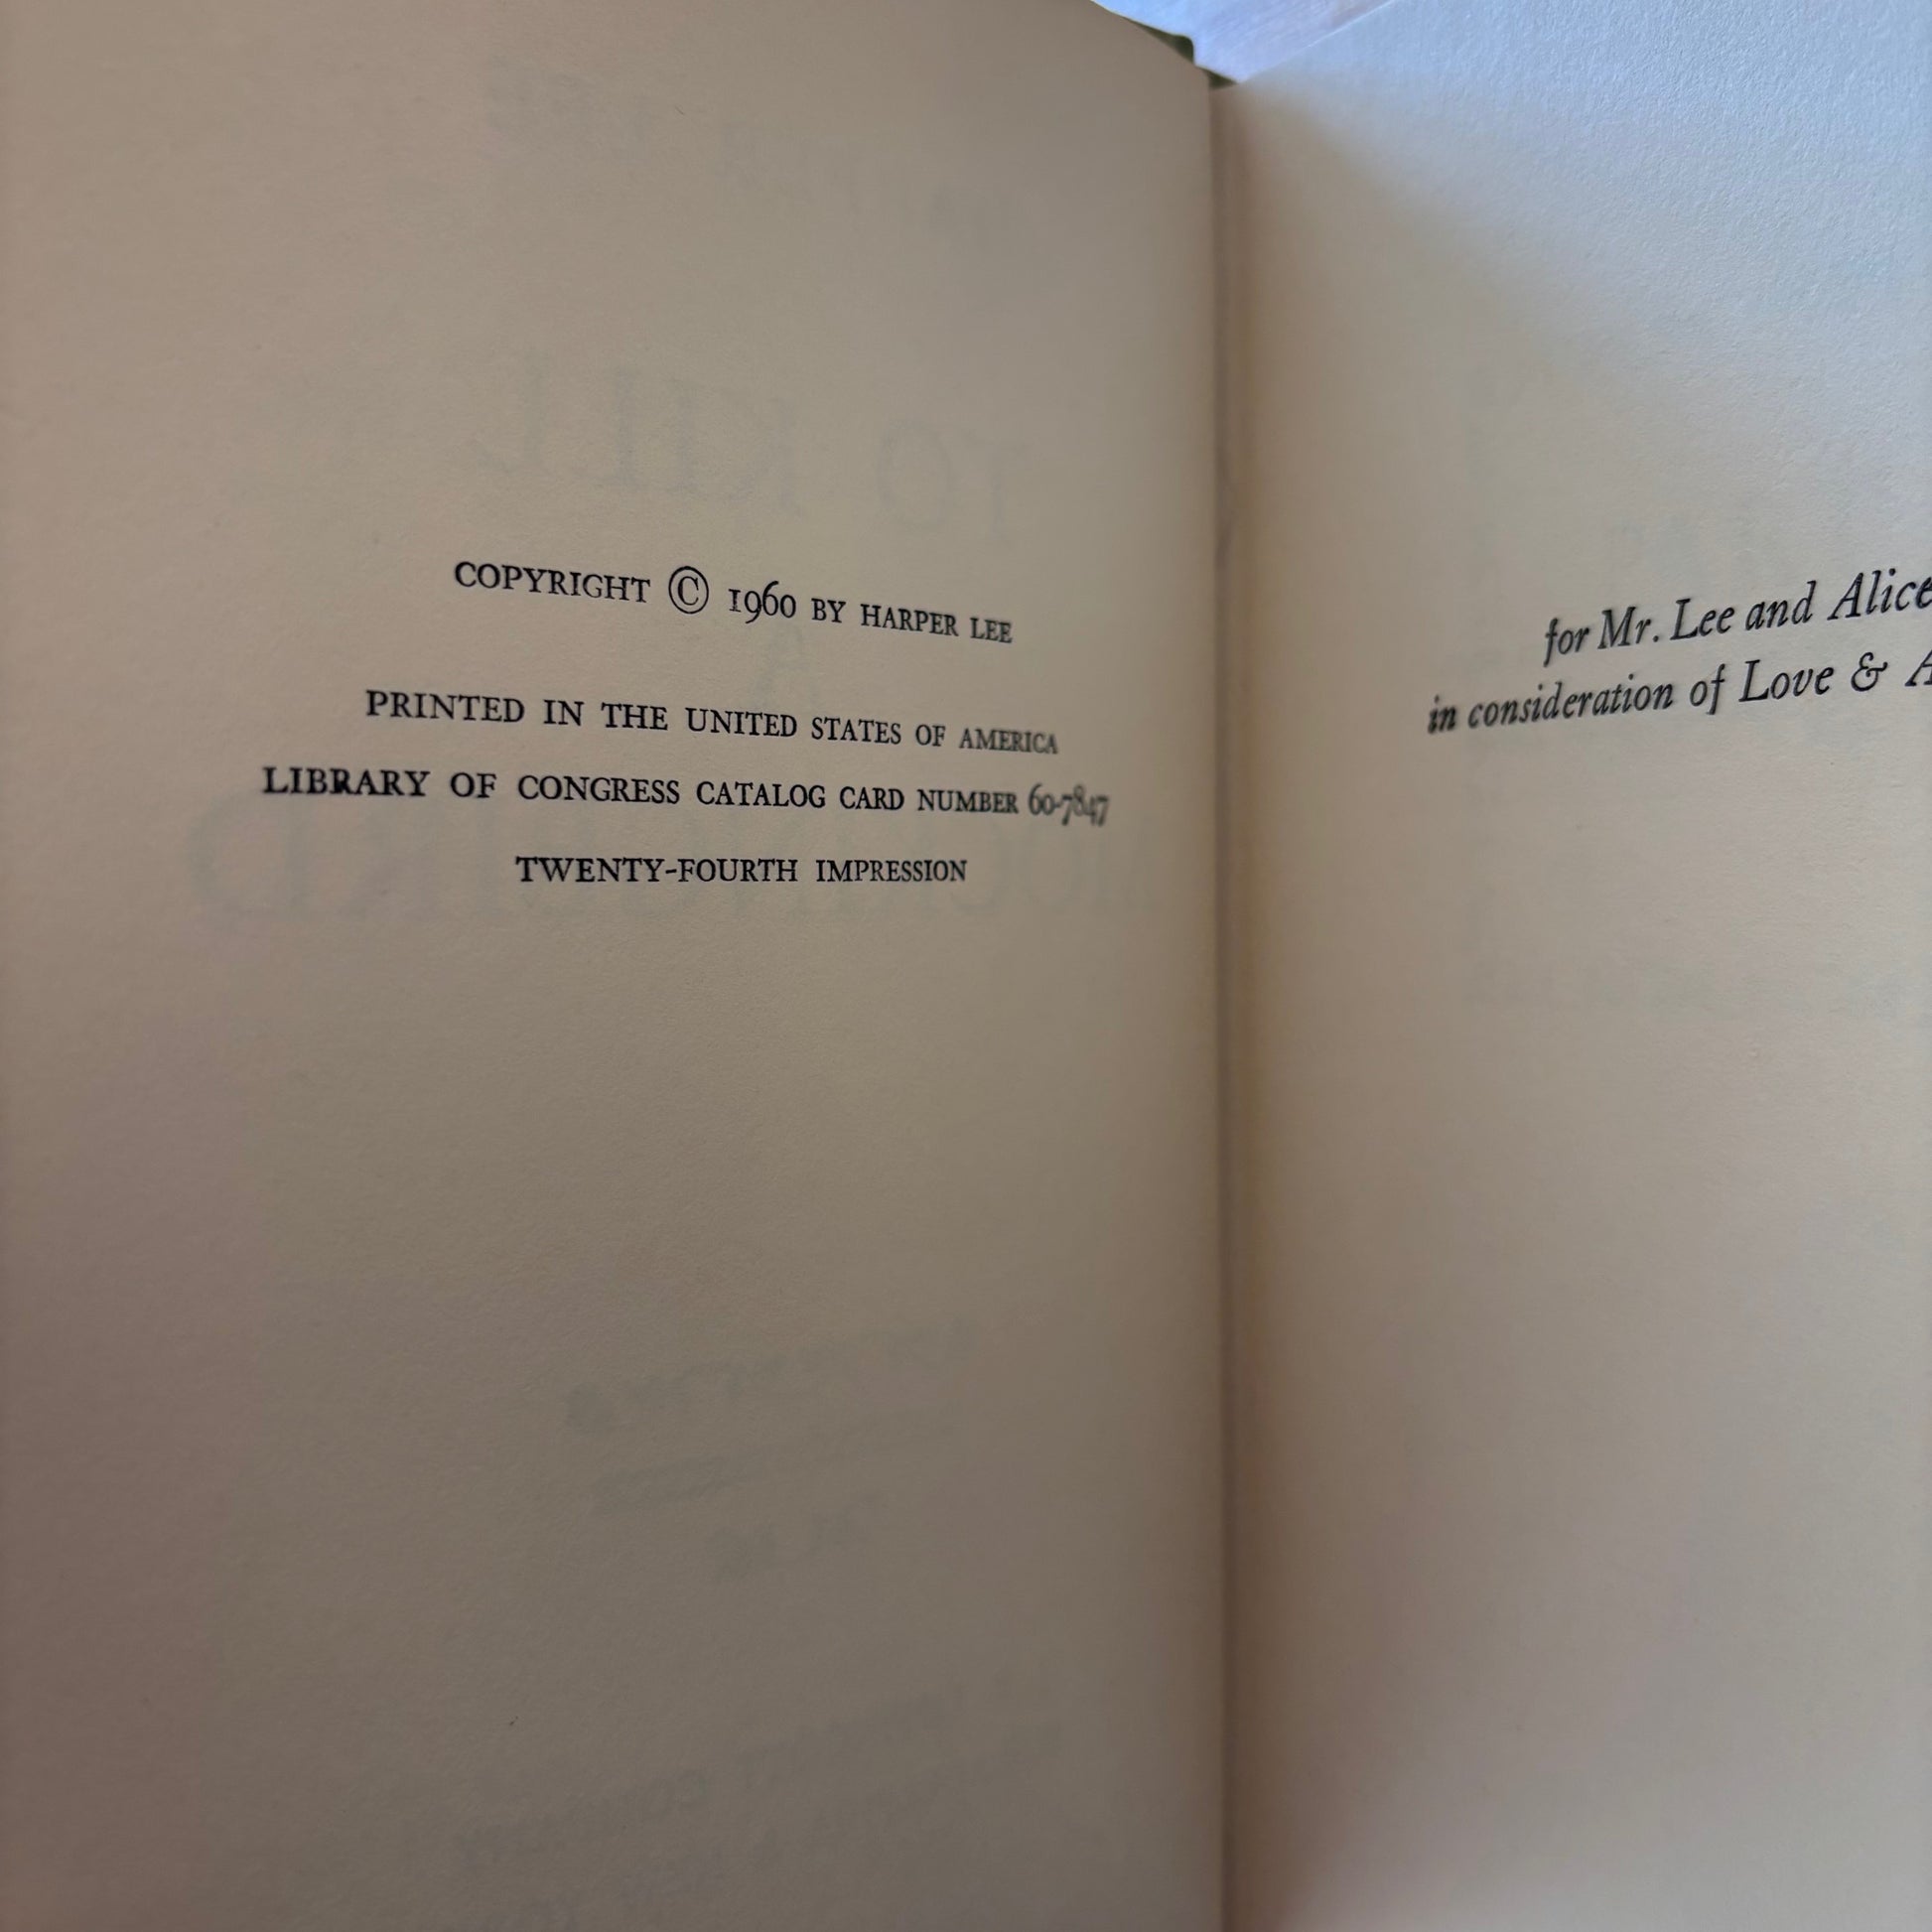 COPYRIGHT © 1960 BY HARPER LEE
PRINTED IN THE UNITED STATES OF AMERICA
LIBRARY OF CONGRESS CATALOG CARD NUMBER 60-7847
TWENTY-FOURTH IMPRESSION
for Mr. Lee and Alice
in consideration of Love &